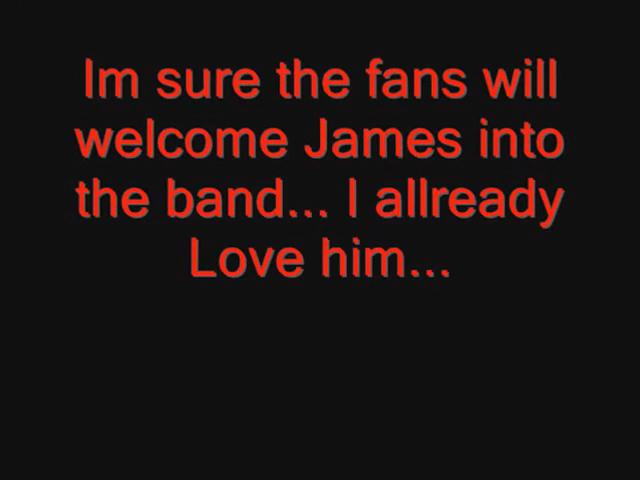 Im sure the fans will
welcome James into
the band... I allready
Love him...